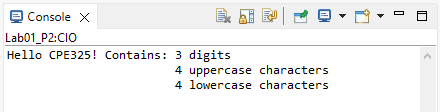 Console
Lab01_P2:CIO
Hello CPE325! Contains: 3 digits
4 uppercase characters
4 lowercase characters